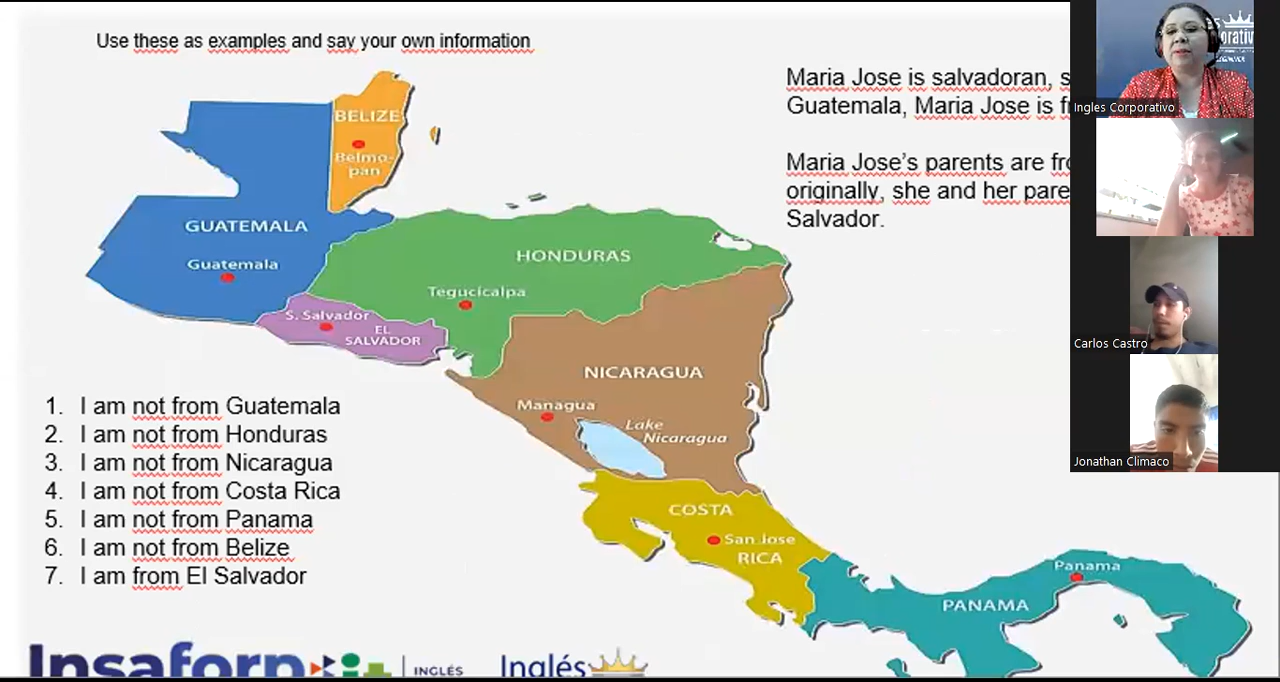 Use these as examples and say your own information
Maria Jose is salvadoran, s
Guatemala, Maria Jose is f
Maria Jose's parents are fro
originally, she and her pare
Salvador.
BELIZE
Belmo-
pan
GUATEMALA
Guatemala
HONDURAS
Tegucicalpa
S. Salvador
EL
SALVADOR
NICARAGUA
Managua
Lake
Nicaragua
COSTA
San Jose
RICA
Panama
PANAMA
1. I am not from Guatemala
2. I am not from Honduras
3. I am not from Nicaragua
4. I am not from Costa Rica
5. I am not from Panama
6. I am not from Belize
7. I am from El Salvador
Insaforp
INGLÉS
Inglés
Ingles Corporativo
Carlos Castro
Jonathan Climaco